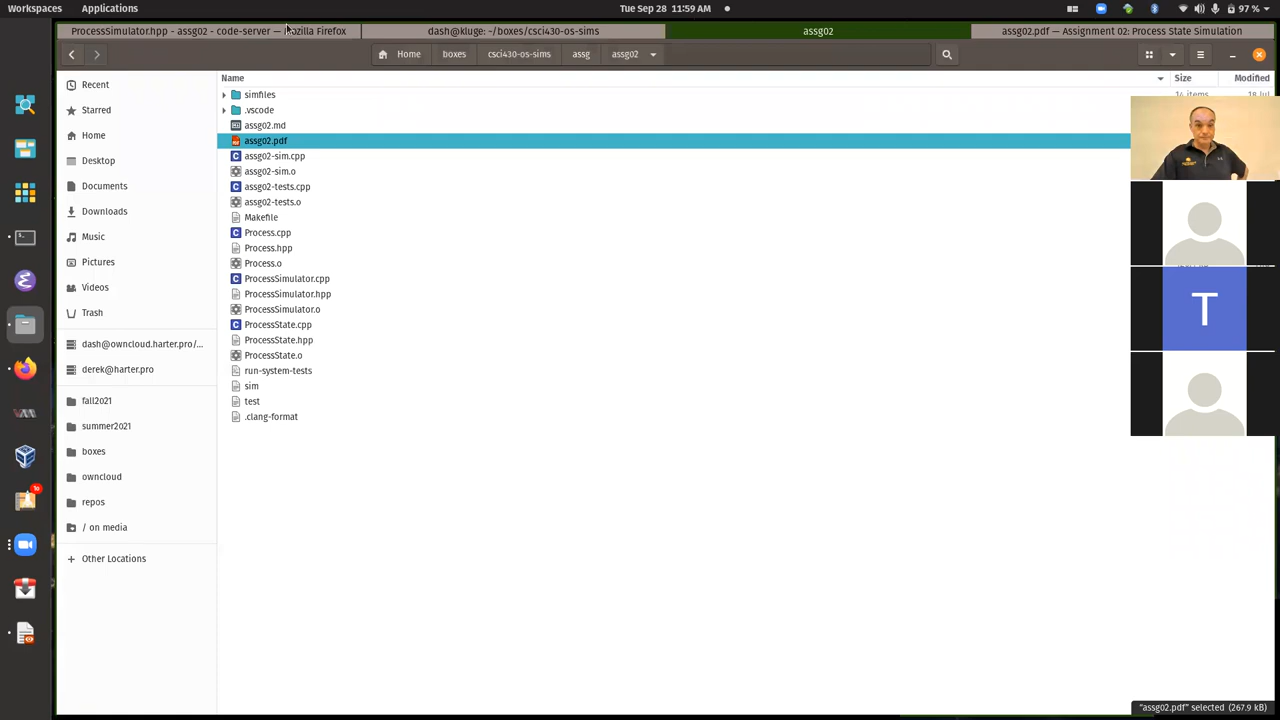 Workspaces Applications Tue Sep 28 11:59 AM 97 %
ProcessSimulator.hpp - assg02 - code-server — Mozilla Firefox
dash@kluge: ~/boxes/csci430-os-sims
assg02
assg02.pdf — Assignment 02: Process State Simulation
Home boxes csci430-os-sims assg assg02
Name Size Modified
Recent
Starred
Home
Desktop
Documents
Downloads
Music
Pictures
Videos
Trash
dash@owncloud.harter.pro/...
derek@harter.pro
fall2021
summer2021
boxes
owncloud
repos
/ on media
Other Locations
simfiles 14 items 18 Jul
.vscode
assg02.md
assg02.pdf
assg02-sim.cpp
assg02-sim.o
assg02-tests.cpp
assg02-tests.o
Makefile
Process.cpp
Process.hpp
Process.o
ProcessSimulator.cpp
ProcessSimulator.hpp
ProcessSimulator.o
ProcessState.cpp
ProcessState.hpp
ProcessState.o
run-system-tests
sim
test
.clang-format
T
"assg02.pdf" selected (267.9 kB)